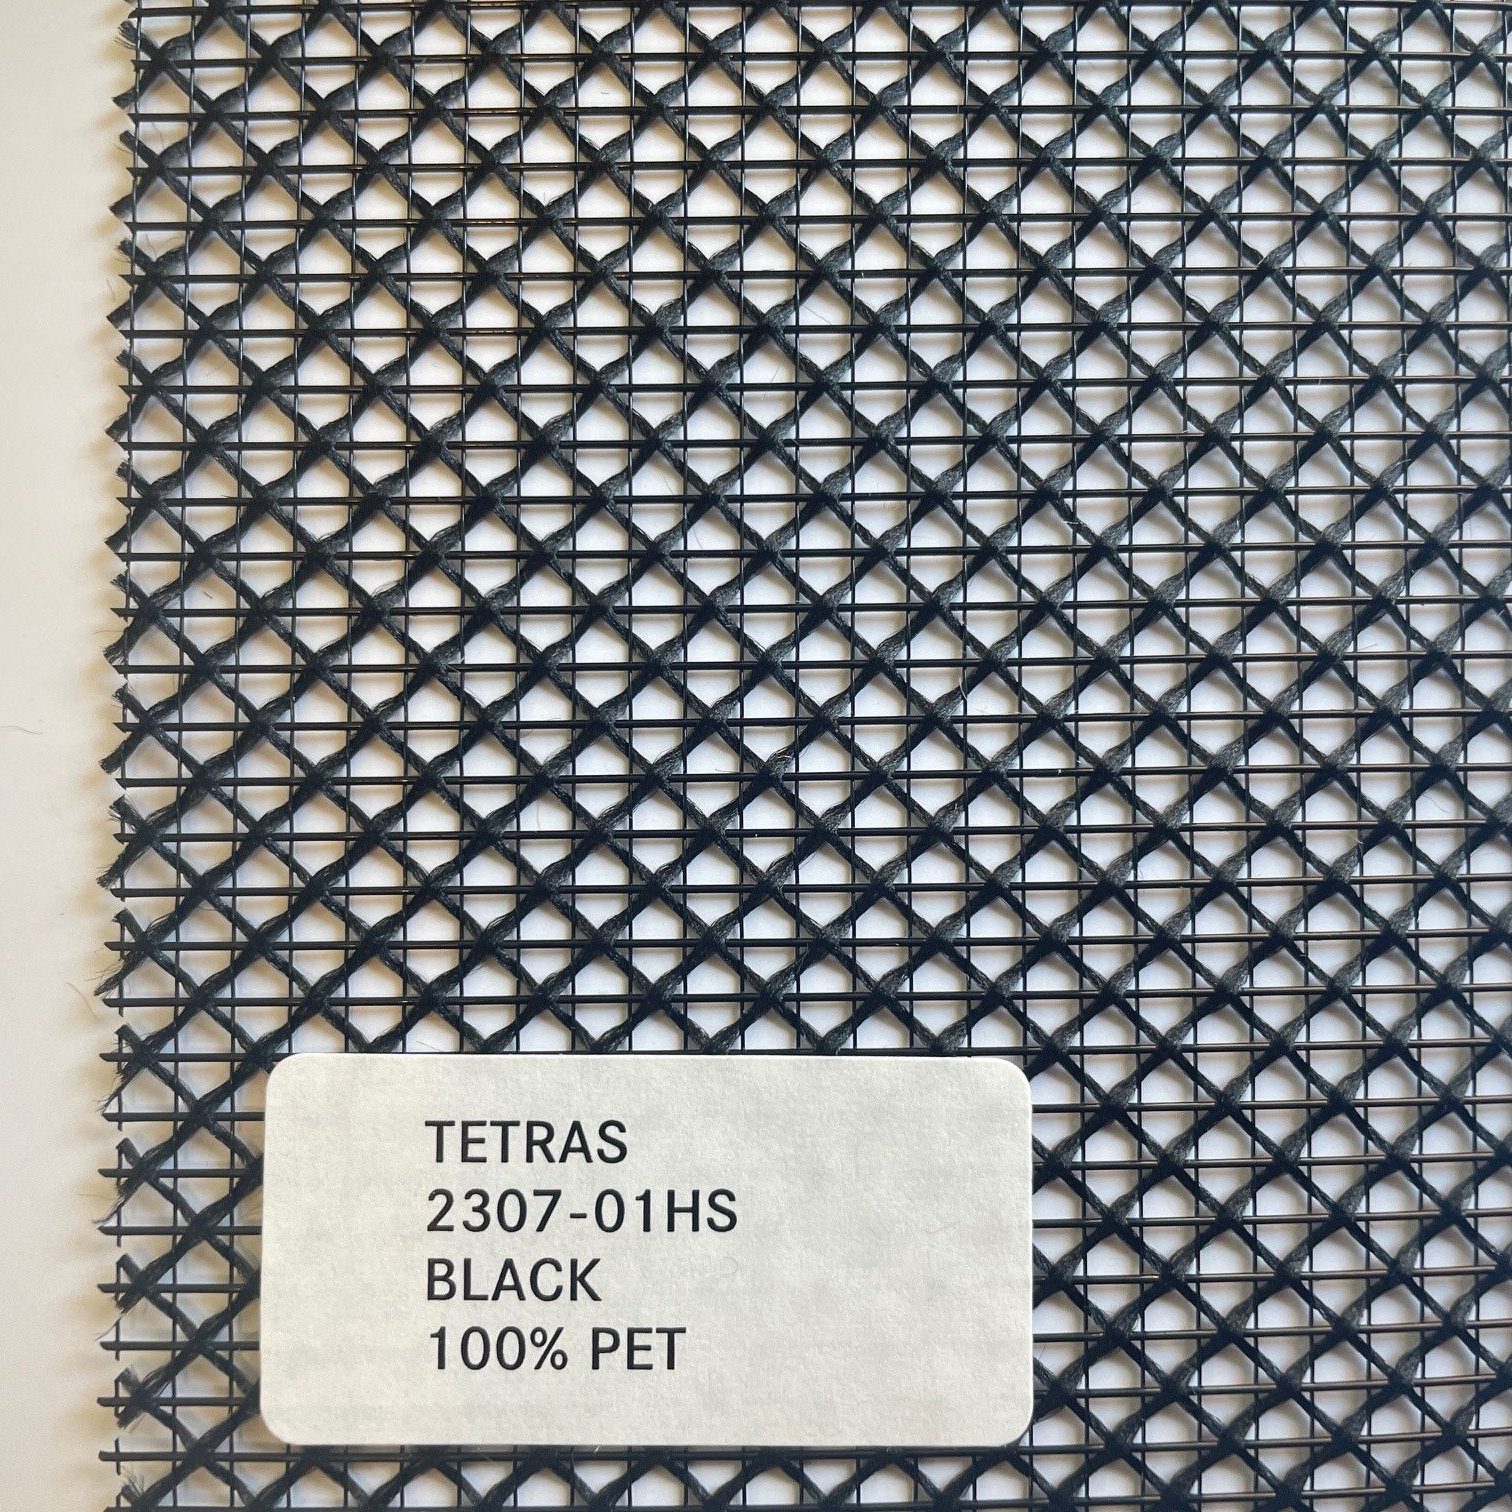 TETRAS
2307-01HS
BLACK
100% PET